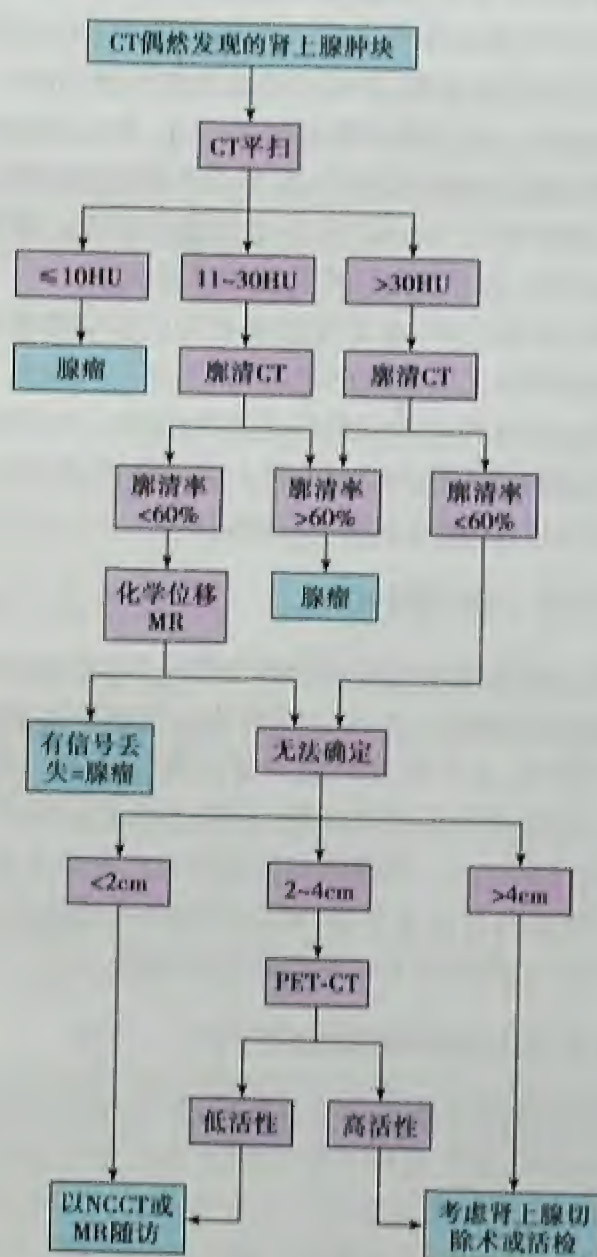 CT偶然发现的肾上腺肿块
CT平扫
≤10HU
11~30HU
>30HU
腺瘤
廓清CT
廓清CT
廓清率
<60%
廓清率
>60%
廓清率
<60%
化学位移
MR
腺瘤
有信号丢
失=腺瘤
无法确定
<2cm
2~4cm
>4cm
PET-CT
低活性
高活性
以NCCT或
MR随访
考虑肾上腺切
除术或活检